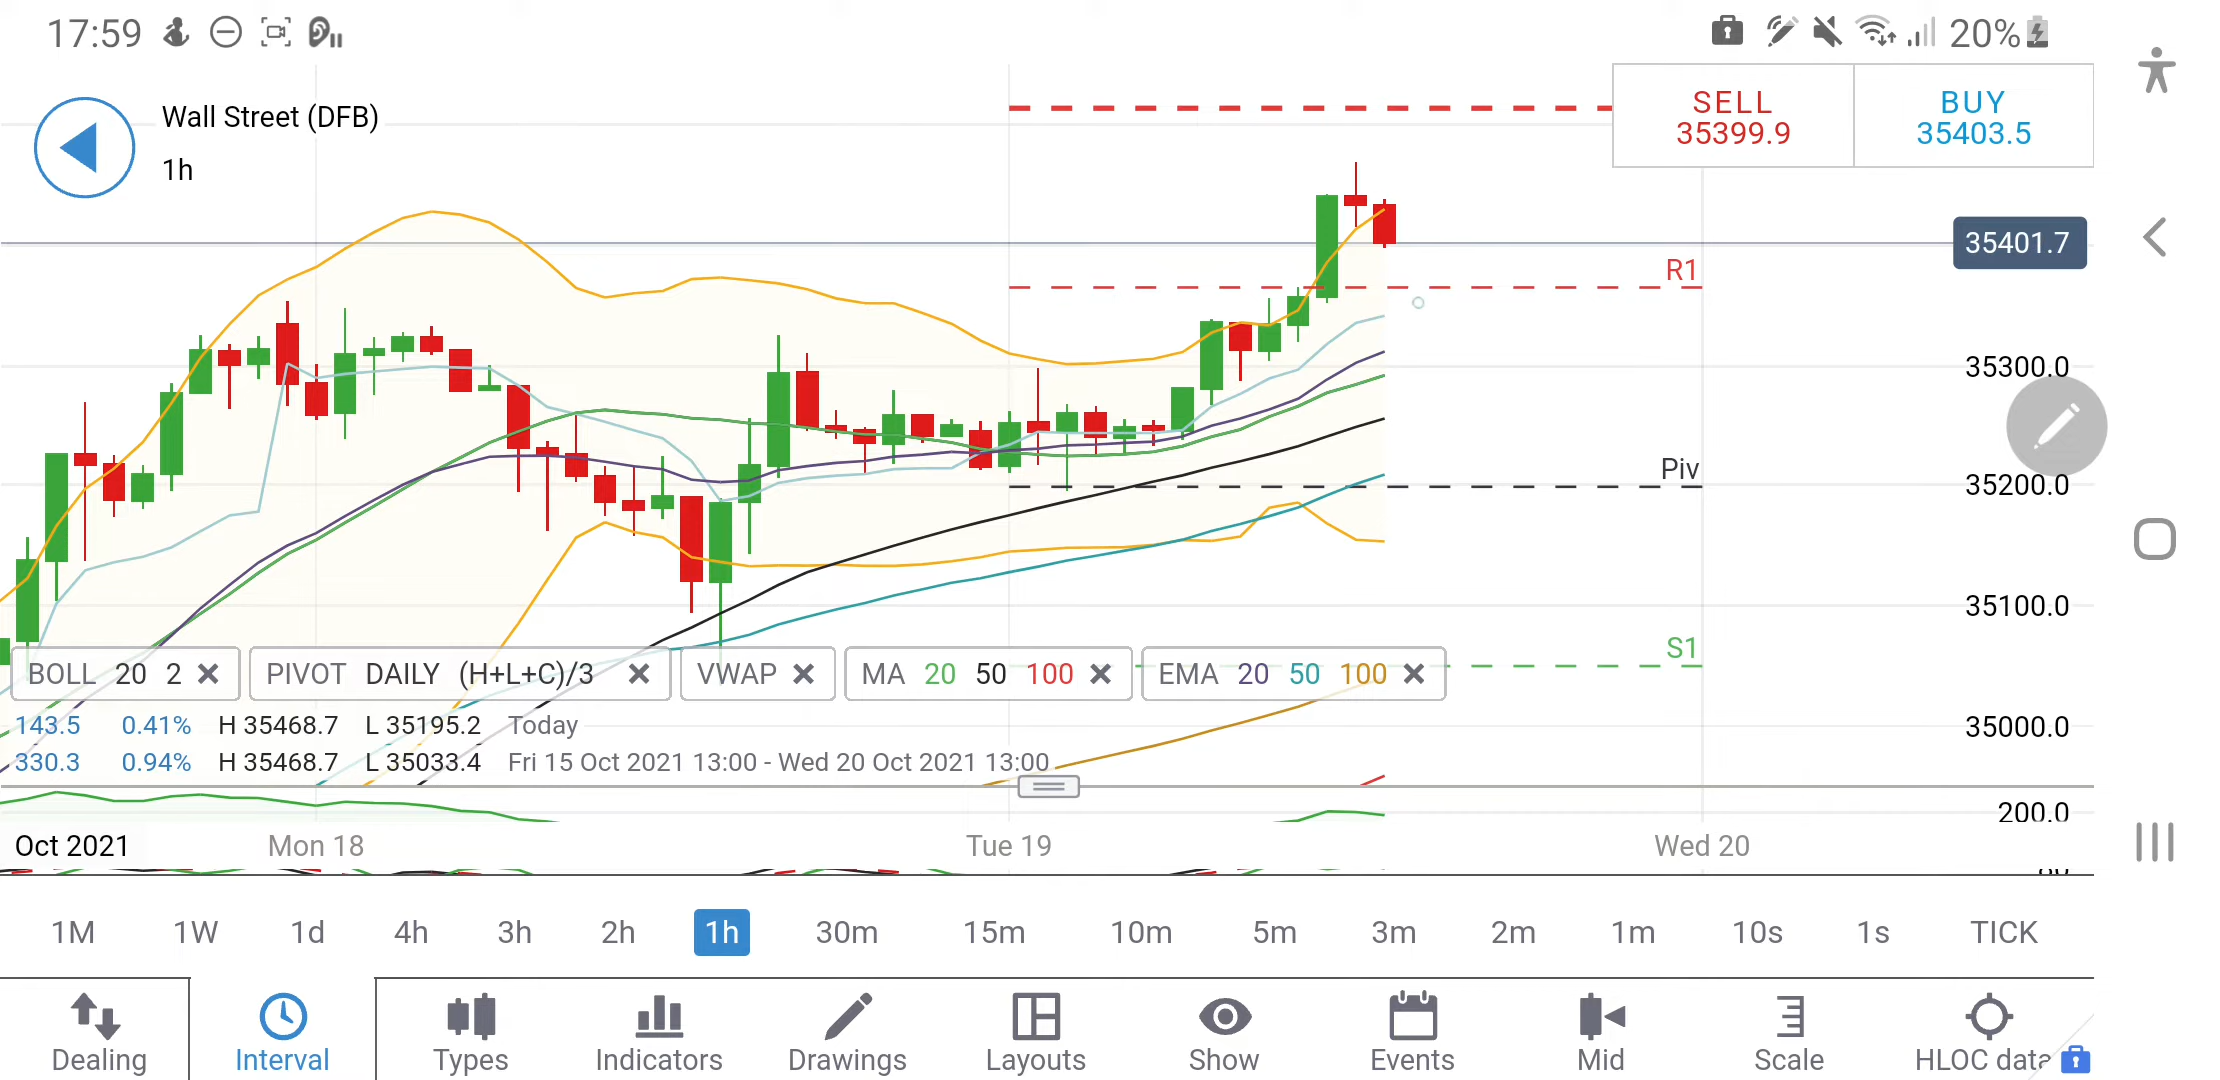 17:59
20%
Wall Street (DFB)
1h
SELL
35399.9
BUY
35403.5
35401.7
R1
35300.0
Piv
35200.0
35100.0
S1
BOLL 20 2
PIVOT DAILY (H+L+C)/3
VWAP
MA 20 50 100
EMA 20 50 100
143.5 0.41% H 35468.7 L 35195.2 Today
35000.0
330.3 0.94% H 35468.7 L 35033.4 Fri 15 Oct 2021 13:00 - Wed 20 Oct 2021 13:00
200.0
Oct 2021 Mon 18 Tue 19 Wed 20
1M 1W 1d 4h 3h 2h 1h 30m 15m 10m 5m 3m 2m 1m 10s 1s TICK
Dealing Interval Types Indicators Drawings Layouts Show Events Mid Scale HLOC data